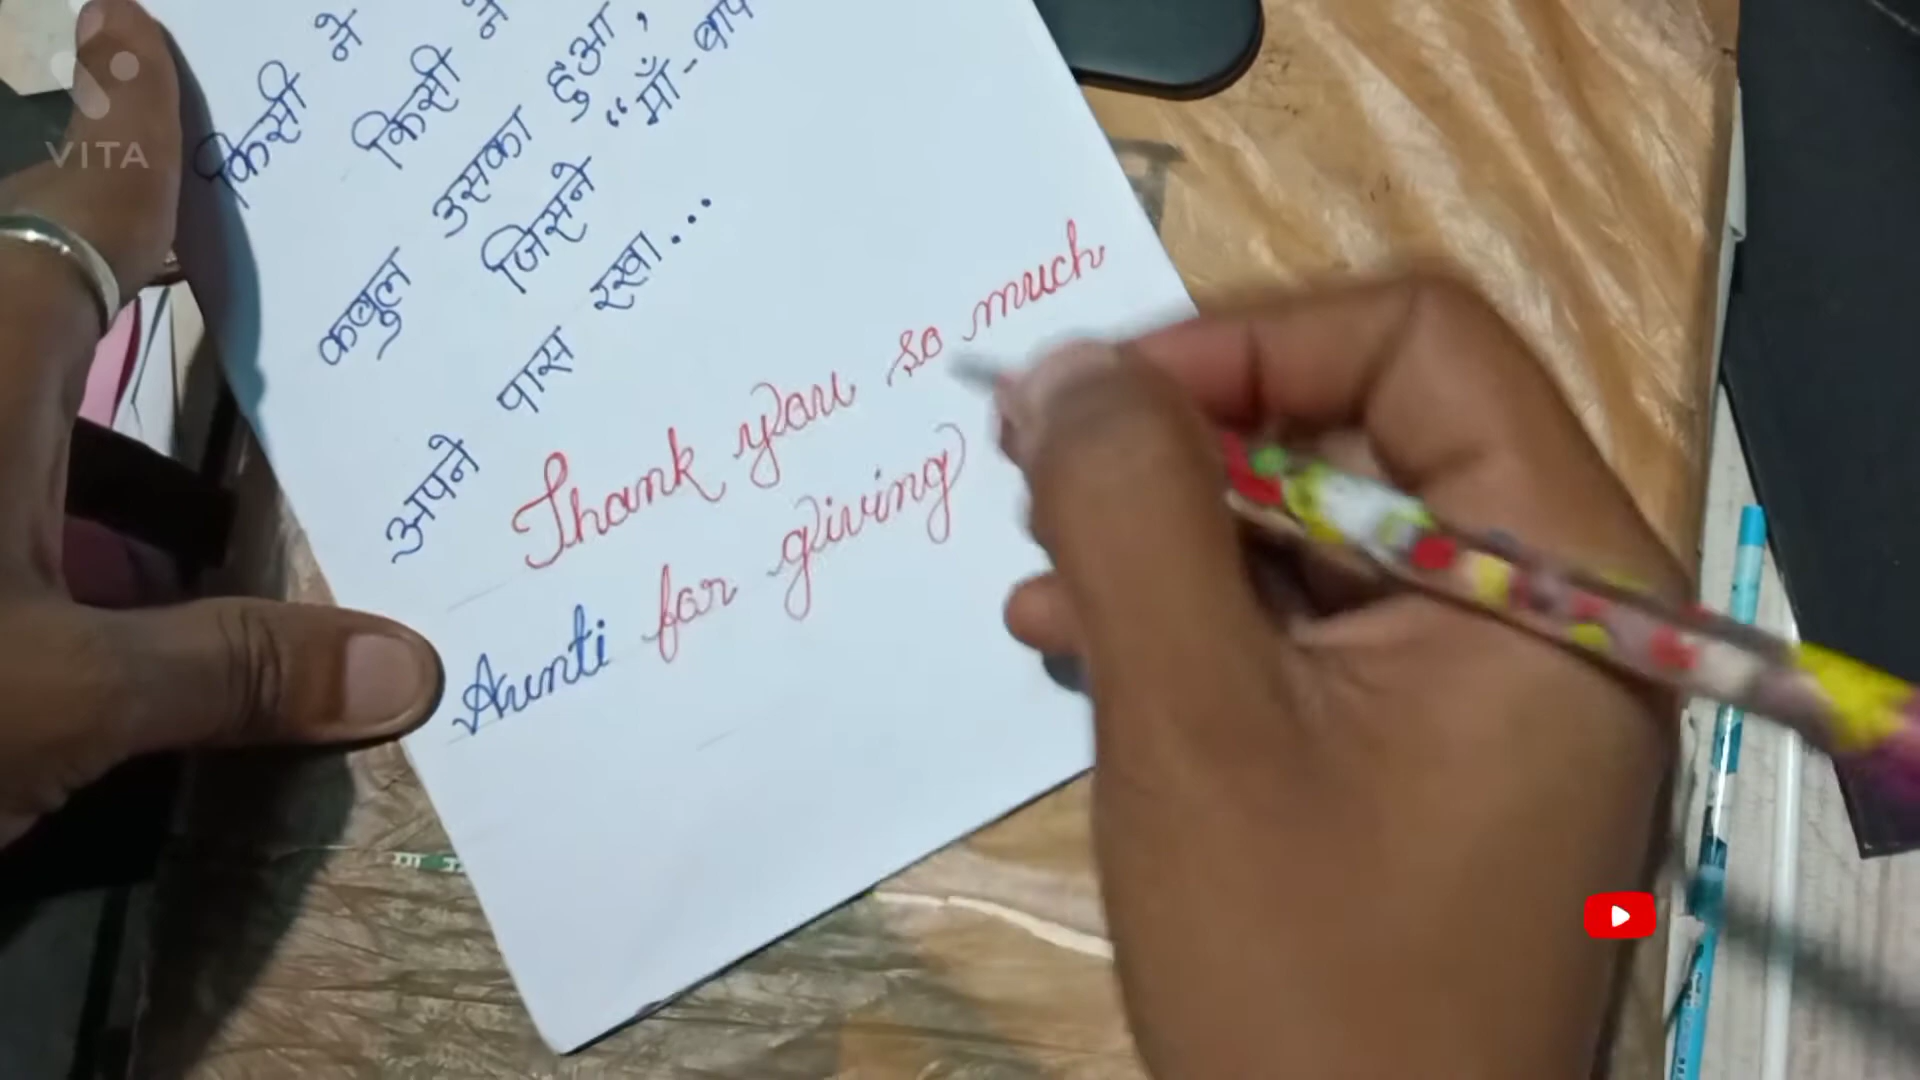 किसी ने
किसी ने
कबुल उसका हुआ,
जिसने “माँ-बाप
अपने पास रखा...
Thank you so much
Aunti for giving
VITA